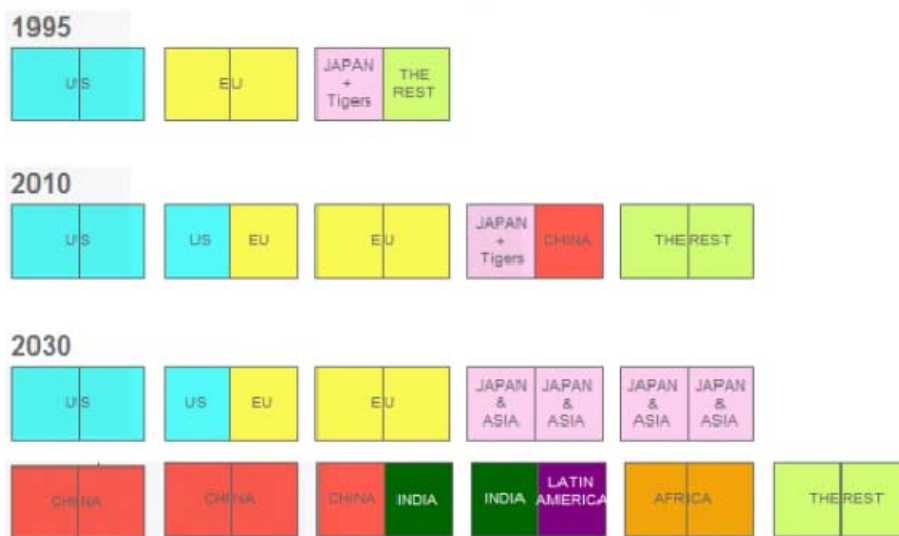 1995
US
EU
JAPAN
+
Tigers
THE
REST
2010
US
US
EU
EU
JAPAN
+
Tigers
CHINA
THE REST
2030
US
US
EU
EU
JAPAN
&
ASIA
JAPAN
&
ASIA
JAPAN
&
ASIA
JAPAN
&
ASIA
CHINA
CHINA
CHINA
INDIA
INDIA
LATIN
AMERICA
AFRICA
THE REST